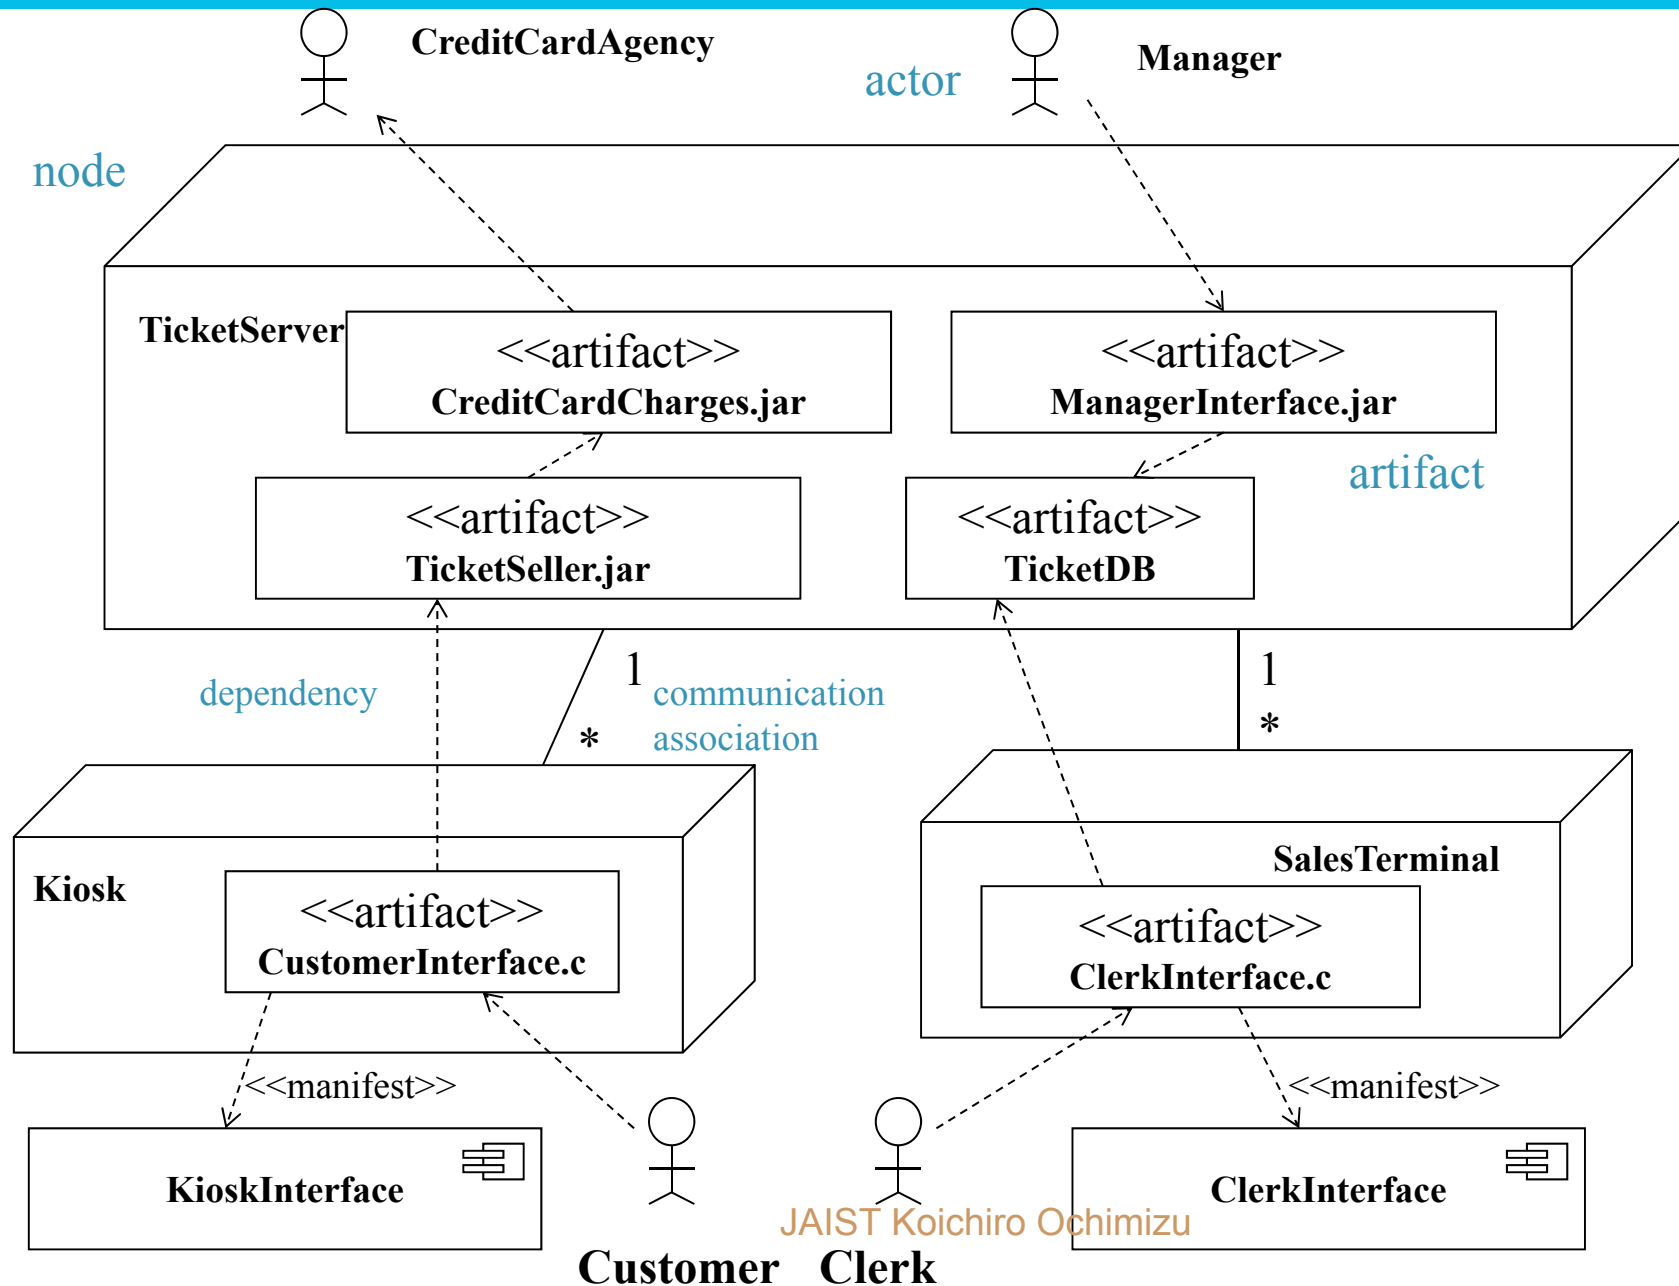 CreditCardAgency
Manager
actor
node
TicketServer
<<artifact>>
CreditCardCharges.jar
<<artifact>>
ManagerInterface.jar
artifact
<<artifact>>
TicketSeller.jar
<<artifact>>
TicketDB
dependency
1
communication
association
*
1
*
Kiosk
<<artifact>>
CustomerInterface.c
SalesTerminal
<<artifact>>
ClerkInterface.c
<<manifest>>
<<manifest>>
KioskInterface
ClerkInterface
JAIST Koichiro Ochimizu
Customer
Clerk